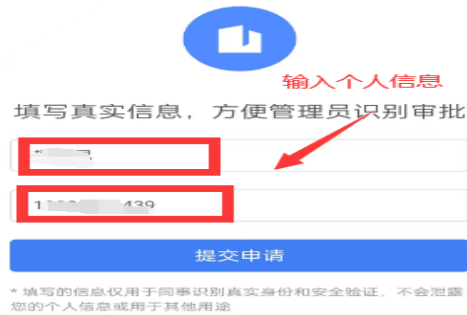 输入个人信息
填写真实信息，方便管理员识别审批
439
提交申请
* 填写的信息仅用于同事识别真实身份和安全验证，不会泄露
您的个人信息或用于其他用途